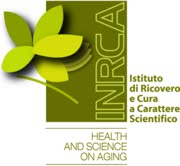 INRCA
Istituto
di Ricovero
e Cura
a Carattere
Scientifico
HEALTH
AND SCIENCE
ON AGING